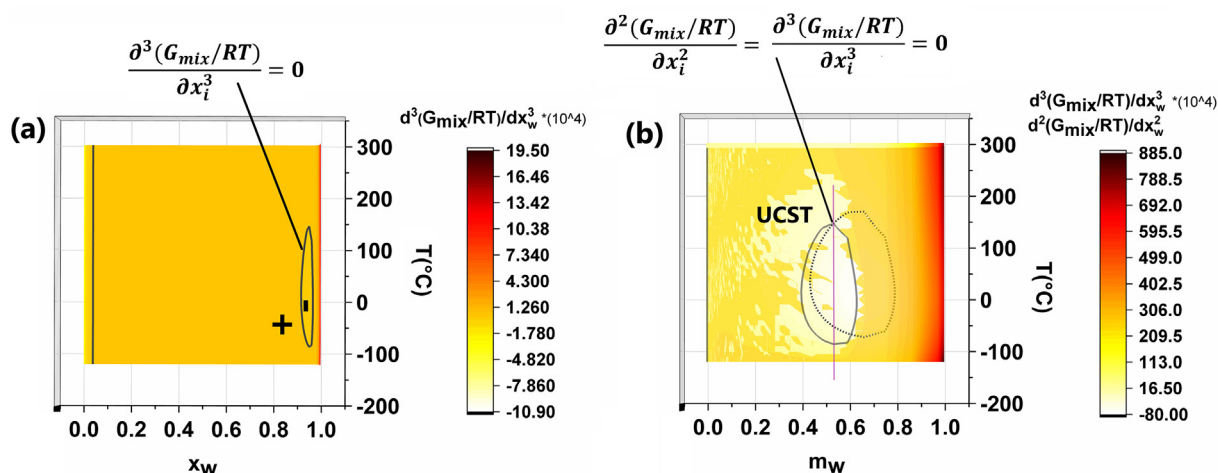 ∂³(G_mix/RT)/∂x_i³ = 0
∂²(G_mix/RT)/∂x_i² = ∂³(G_mix/RT)/∂x_i³ = 0
(a)
d³(Gmix/RT)/dx_w³ *(10^4)
19.50
16.46
13.42
10.38
7.340
4.300
1.260
-1.780
-4.820
-7.860
-10.90
300
200
100
0
-100
-200
T(°C)
+
-
0.0 0.2 0.4 0.6 0.8 1.0
x_w
(b)
d³(Gmix/RT)/dx_w³ *(10^4)
d²(Gmix/RT)/dx_w²
885.0
788.5
692.0
595.5
499.0
402.5
306.0
209.5
113.0
16.50
-80.00
UCST
300
200
100
0
-100
-200
T(°C)
0.0 0.2 0.4 0.6 0.8 1.0
m_w